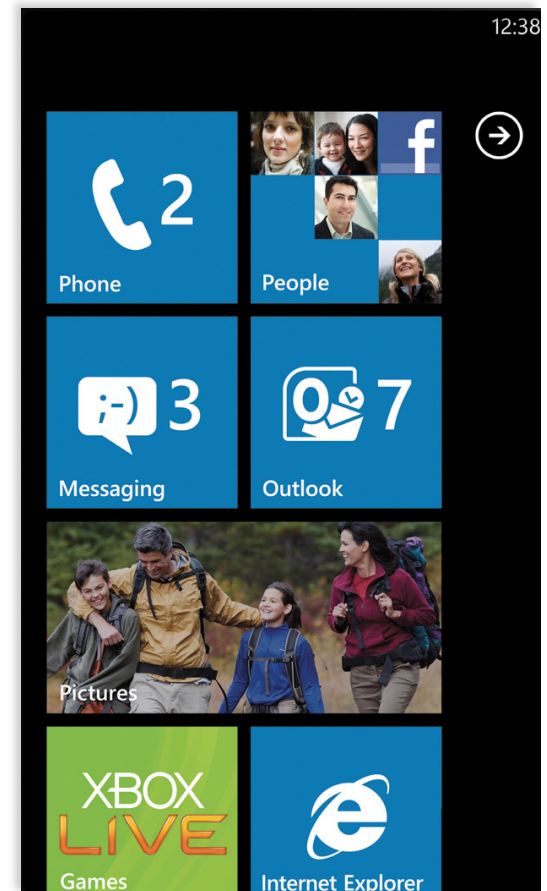 12:38
f
2
Phone
People
;-) 3
Messaging
O 7
Outlook
Pictures
XBOX
LIVE
Games
e
Internet Explorer